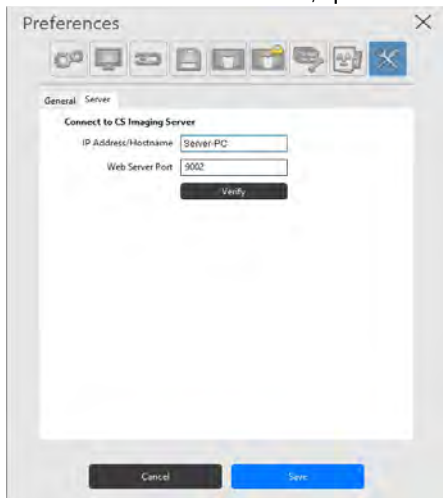 Preferences
General Server
Connect to CS Imaging Server
IP Address/Hostname Server-PC
Web Server Port 9002
Verify
Cancel Save